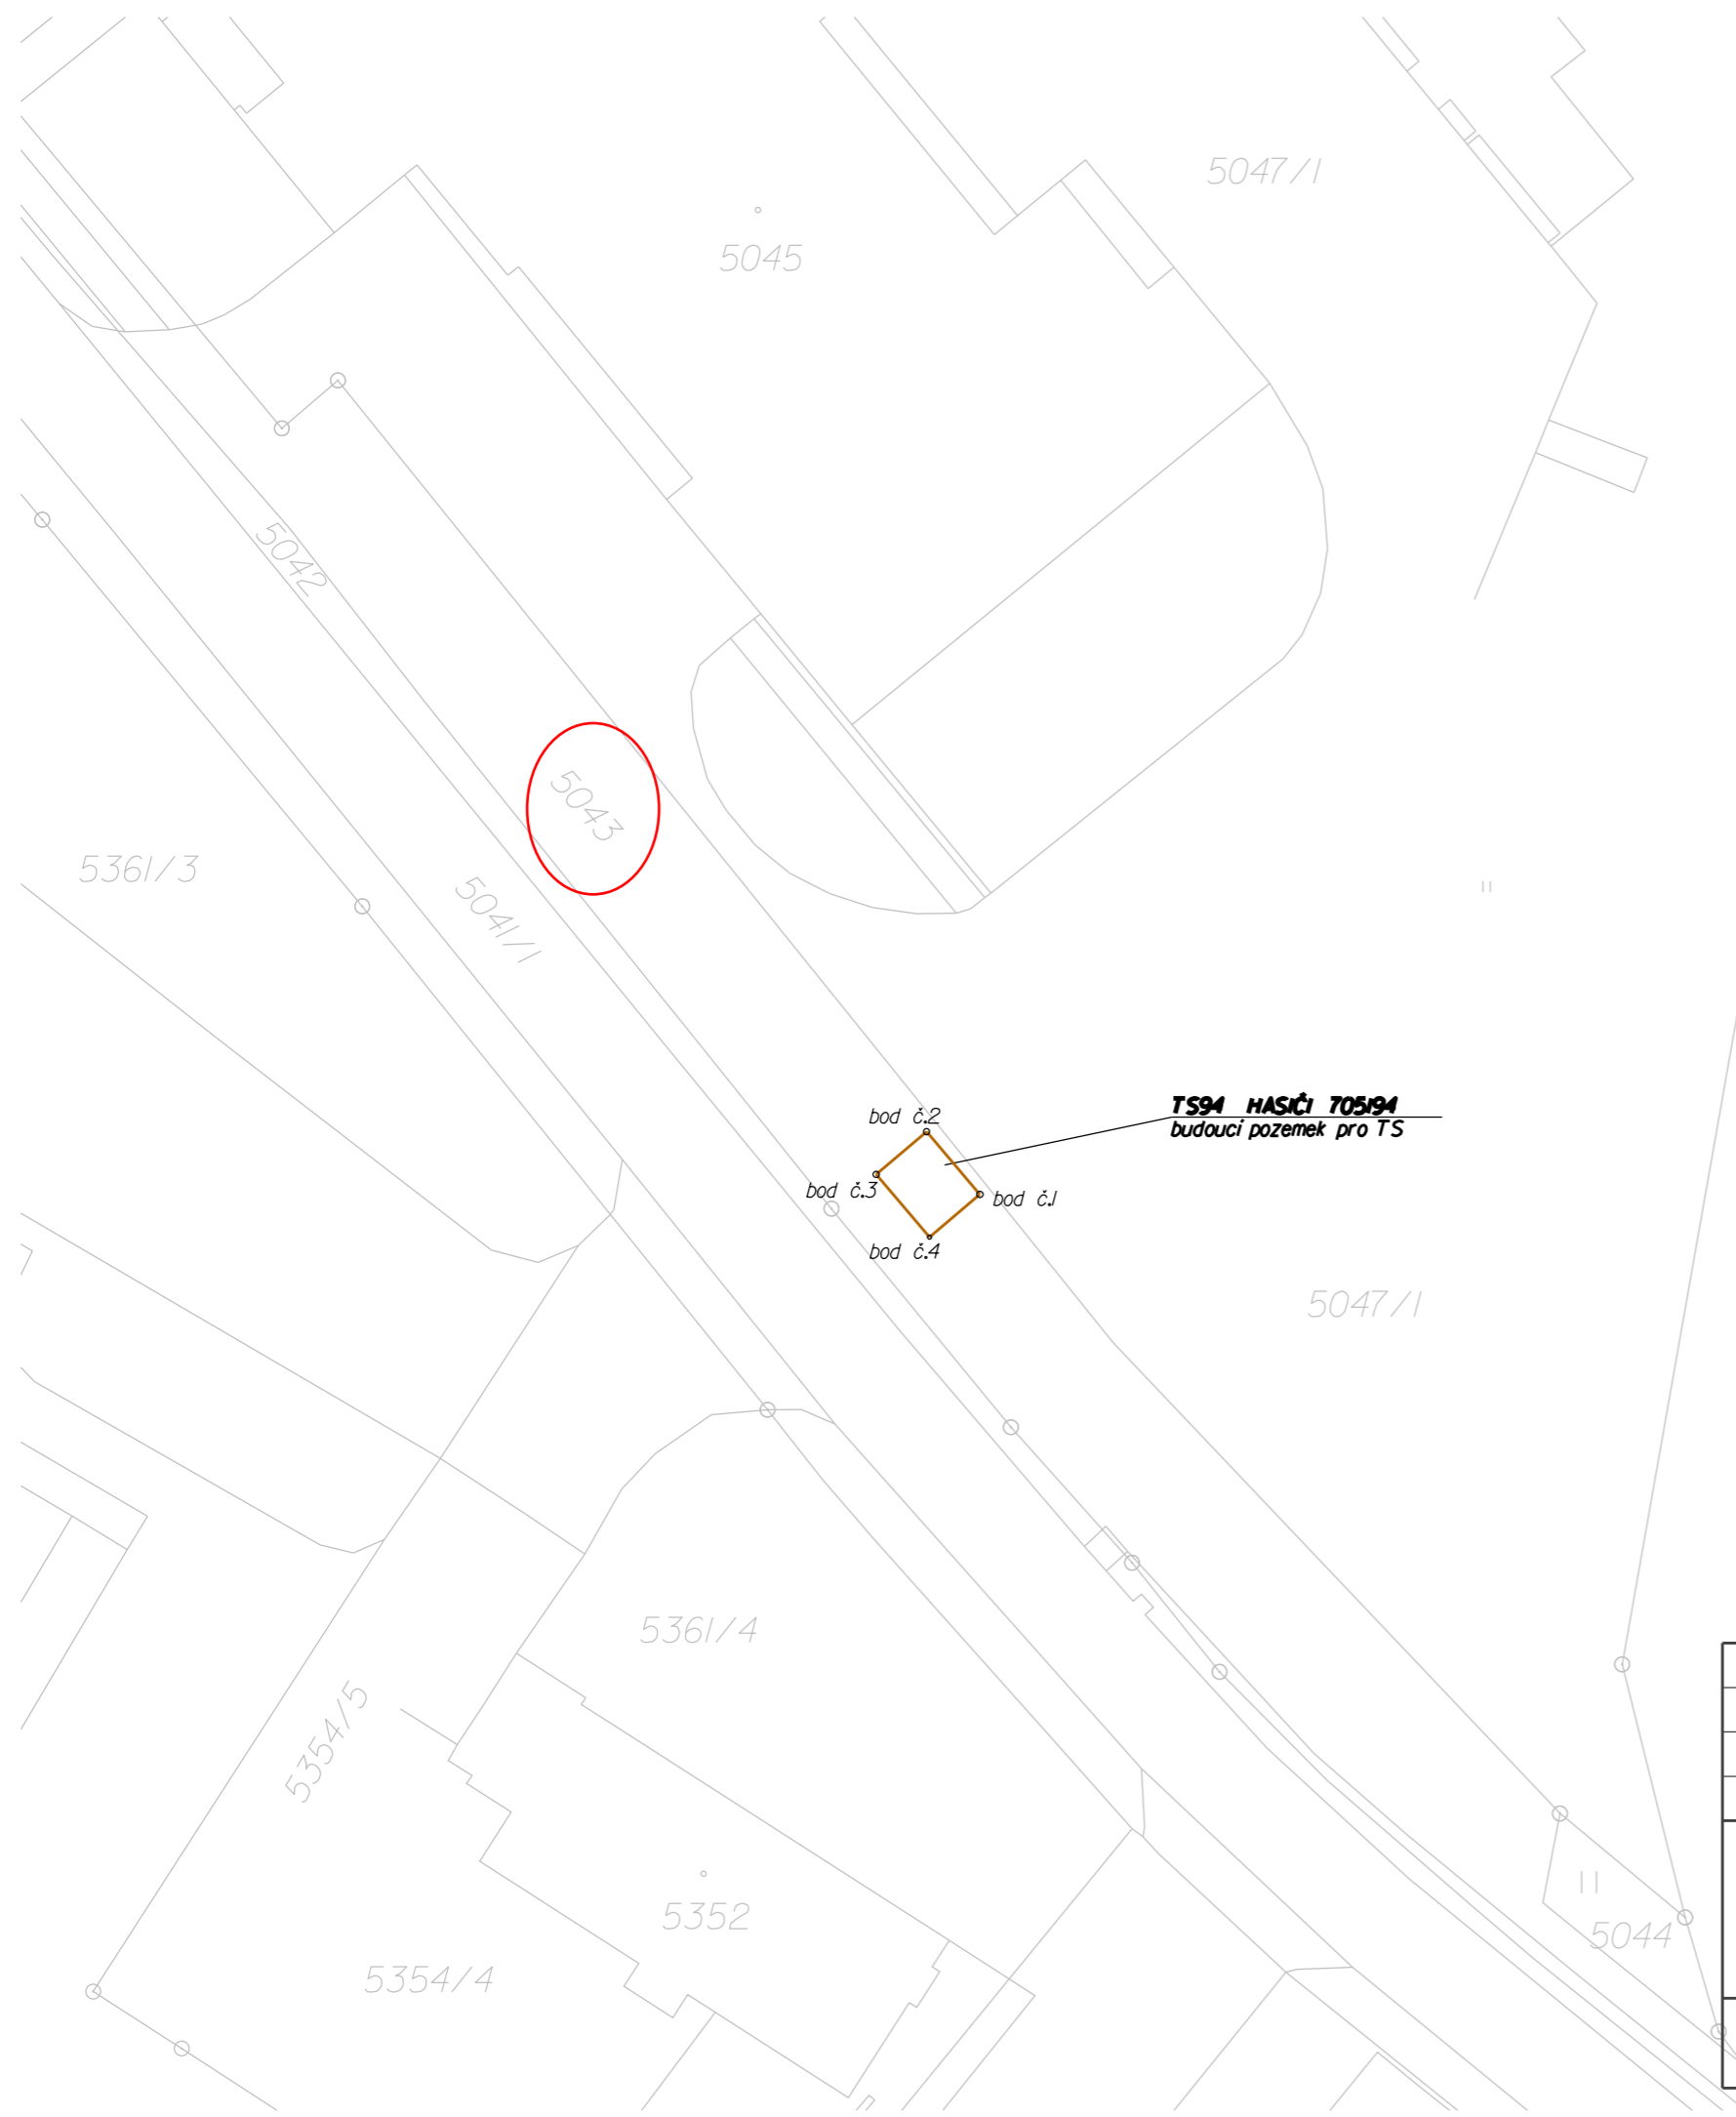 5047/1
5045
5042
5043
5361/3
5041/1
TS94 HASIČI 705194
budouci pozemek pro TS
bod č.2
bod č.3
bod č.1
bod č.4
5047/1
5361/4
5354/5
5352
5044
5354/4